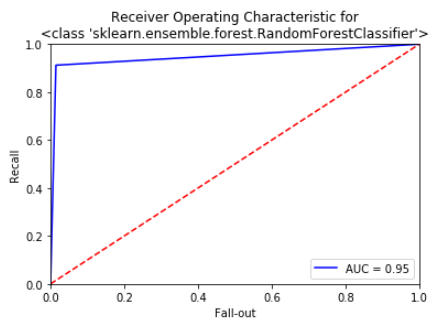 Receiver Operating Characteristic for
<class 'sklearn.ensemble.forest.RandomForestClassifier'>
1.0
0.8
0.6
0.4
0.2
0.0
Recall
AUC = 0.95
0.0 0.2 0.4 0.6 0.8 1.0
Fall-out